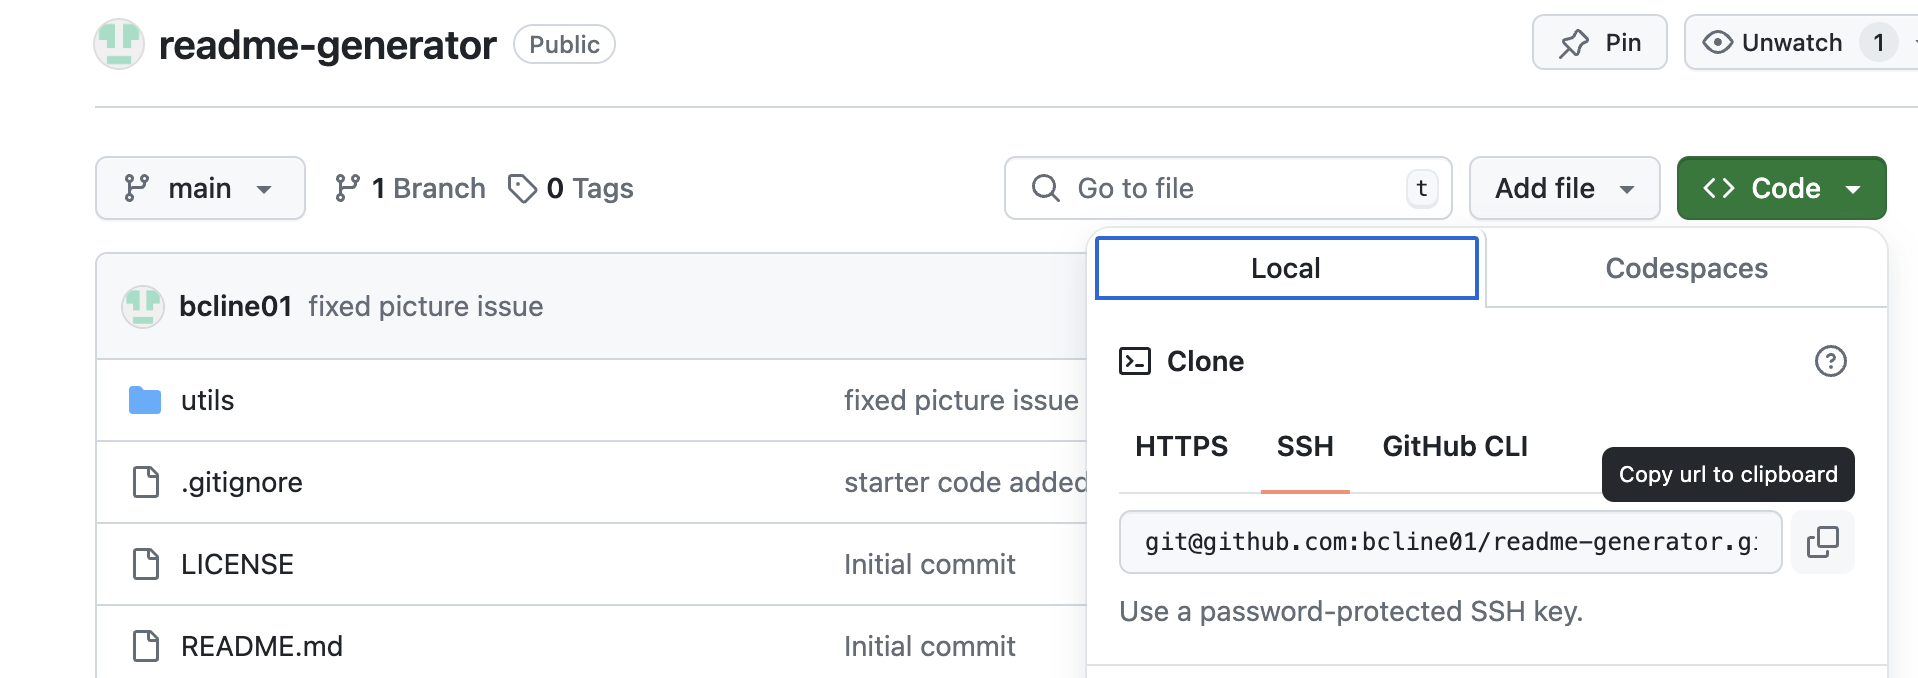 readme-generator Public Pin Unwatch 1
main 1 Branch 0 Tags Go to file t Add file Code
Local Codespaces
bcline01 fixed picture issue
Clone
utils fixed picture issue
HTTPS SSH GitHub CLI
Copy url to clipboard
.gitignore starter code added
git@github.com:bcline01/readme-generator.g
LICENSE Initial commit
Use a password-protected SSH key.
README.md Initial commit